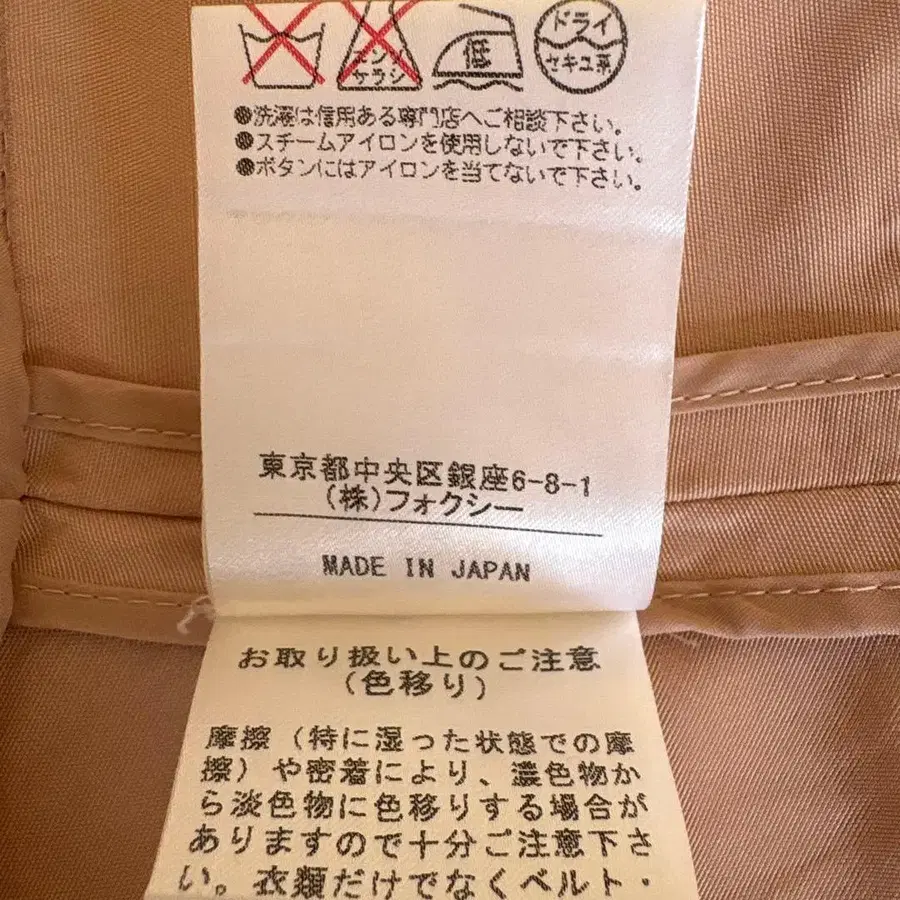 エンソ
サラシ
低
ドライ
セキユ系
●洗濯は信用ある専門店へご相談下さい。
●スチームアイロンを使用しないで下さい。
●ボタンにはアイロンを当てないで下さい。
東京都中央区銀座6-8-1
(株)フォクシー
MADE IN JAPAN
お取り扱い上のご注意
(色移り)
摩擦(特に湿った状態での摩
擦)や密着により、濃色物か
ら淡色物に色移りする場合が
ありますので十分ご注意下さ
い。衣類だけでなくベルト・